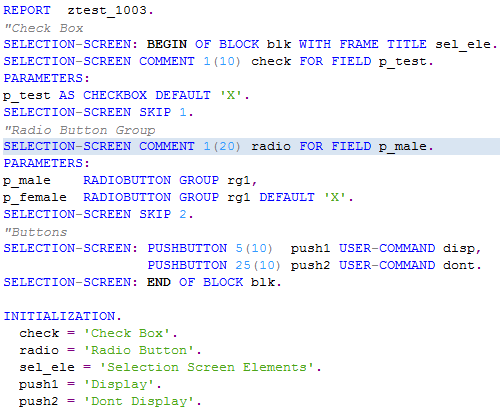 REPORT  ztest_1003.
"Check Box
SELECTION-SCREEN: BEGIN OF BLOCK blk WITH FRAME TITLE sel_ele.
SELECTION-SCREEN COMMENT 1(10) check FOR FIELD p_test.
PARAMETERS:
p_test AS CHECKBOX DEFAULT 'X'.
SELECTION-SCREEN SKIP 1.
"Radio Button Group
SELECTION-SCREEN COMMENT 1(20) radio FOR FIELD p_male.
PARAMETERS:
p_male    RADIOBUTTON GROUP rg1,
p_female  RADIOBUTTON GROUP rg1 DEFAULT 'X'.
SELECTION-SCREEN SKIP 2.
"Buttons
SELECTION-SCREEN: PUSHBUTTON 5(10)  push1 USER-COMMAND disp,
                  PUSHBUTTON 25(10) push2 USER-COMMAND dont.
SELECTION-SCREEN: END OF BLOCK blk.

INITIALIZATION.
  check = 'Check Box'.
  radio = 'Radio Button'.
  sel_ele = 'Selection Screen Elements'.
  push1 = 'Display'.
  push2 = 'Dont Display'.